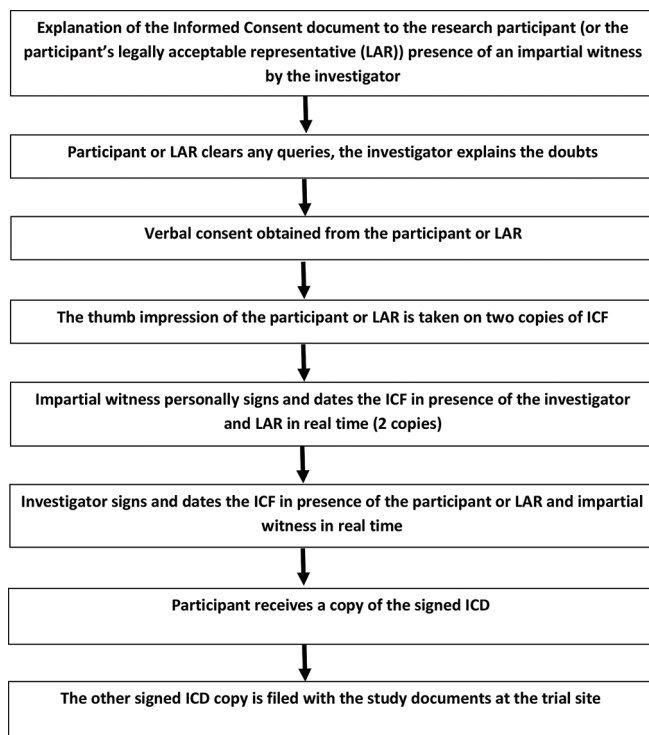 Explanation of the Informed Consent document to the research participant (or the
participant's legally acceptable representative (LAR)) presence of an impartial witness
by the investigator
Participant or LAR clears any queries, the investigator explains the doubts
Verbal consent obtained from the participant or LAR
The thumb impression of the participant or LAR is taken on two copies of ICF
Impartial witness personally signs and dates the ICF in presence of the investigator
and LAR in real time (2 copies)
Investigator signs and dates the ICF in presence of the participant or LAR and impartial
witness in real time
Participant receives a copy of the signed ICD
The other signed ICD copy is filed with the study documents at the trial site